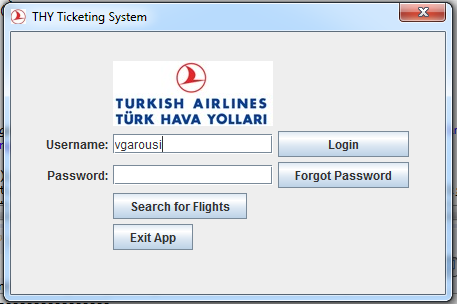 THY Ticketing System
TURKISH AIRLINES
TÜRK HAVA YOLLARI
Username: vgarousi Login
Password: Forgot Password
Search for Flights
Exit App